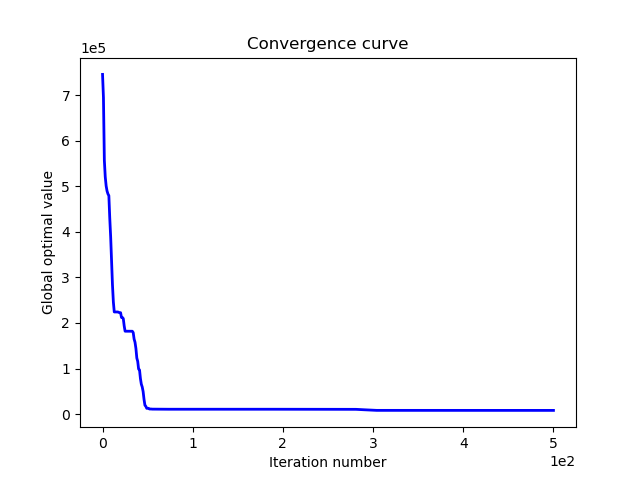 Convergence curve
1e5
7
6
5
4
3
2
1
0
Global optimal value
0 1 2 3 4 5
1e2
Iteration number